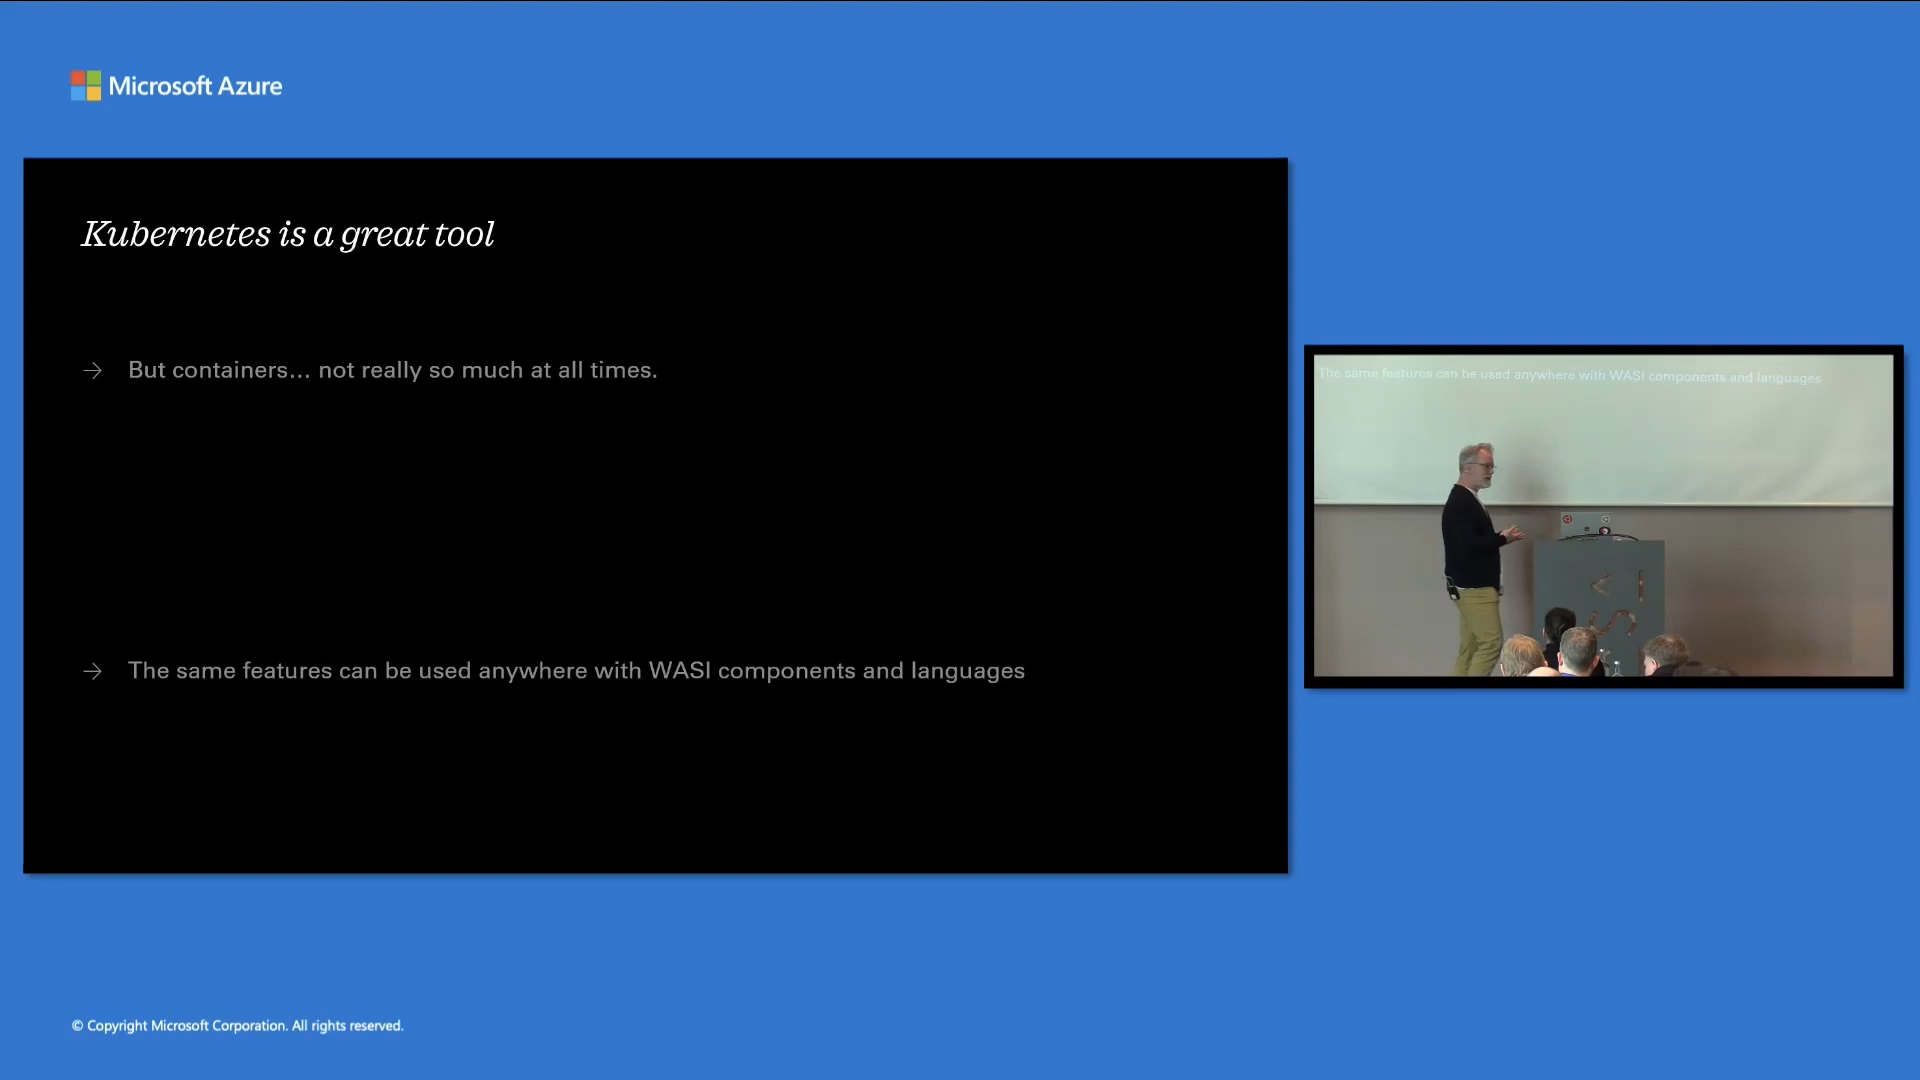 Microsoft Azure
Kubernetes is a great tool
→ But containers... not really so much at all times.
→ The same features can be used anywhere with WASI components and languages
The same features can be used anywhere with WASI components and languages
© Copyright Microsoft Corporation. All rights reserved.